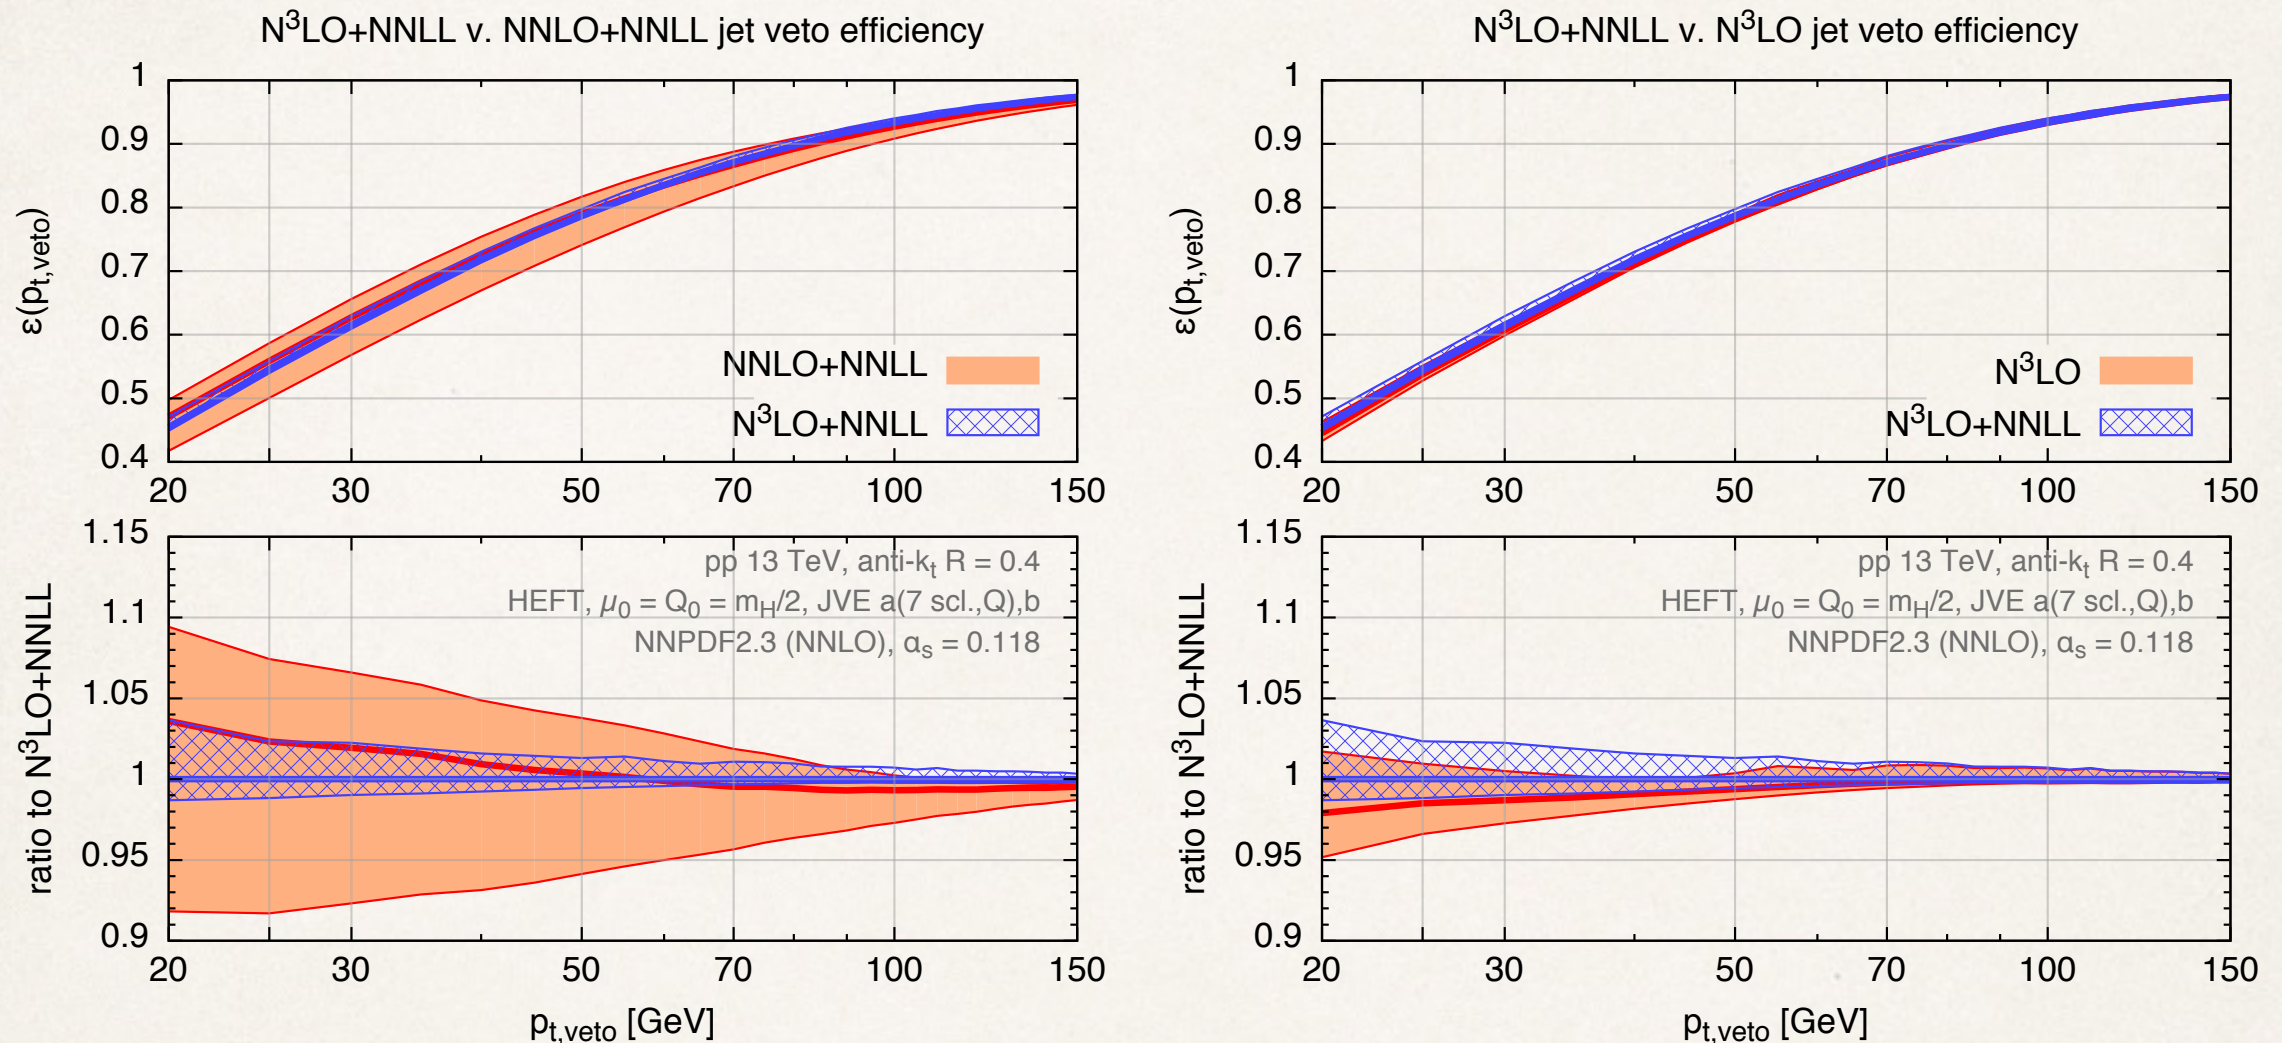 N³LO+NNLL v. NNLO+NNLL jet veto efficiency
1
0.9
0.8
0.7
0.6
0.5
0.4
ε(pt,veto)
NNLO+NNLL
N³LO+NNLL
20 30 50 70 100 150
1.15
1.1
1.05
1
0.95
0.9
ratio to N³LO+NNLL
pp 13 TeV, anti-kt R = 0.4
HEFT, μ0 = Q0 = mH/2, JVE a(7 scl.,Q),b
NNPDF2.3 (NNLO), αs = 0.118
20 30 50 70 100 150
pt,veto [GeV]
N³LO+NNLL v. N³LO jet veto efficiency
1
0.9
0.8
0.7
0.6
0.5
0.4
ε(pt,veto)
N³LO
N³LO+NNLL
20 30 50 70 100 150
1.15
1.1
1.05
1
0.95
0.9
ratio to N³LO+NNLL
pp 13 TeV, anti-kt R = 0.4
HEFT, μ0 = Q0 = mH/2, JVE a(7 scl.,Q),b
NNPDF2.3 (NNLO), αs = 0.118
20 30 50 70 100 150
pt,veto [GeV]